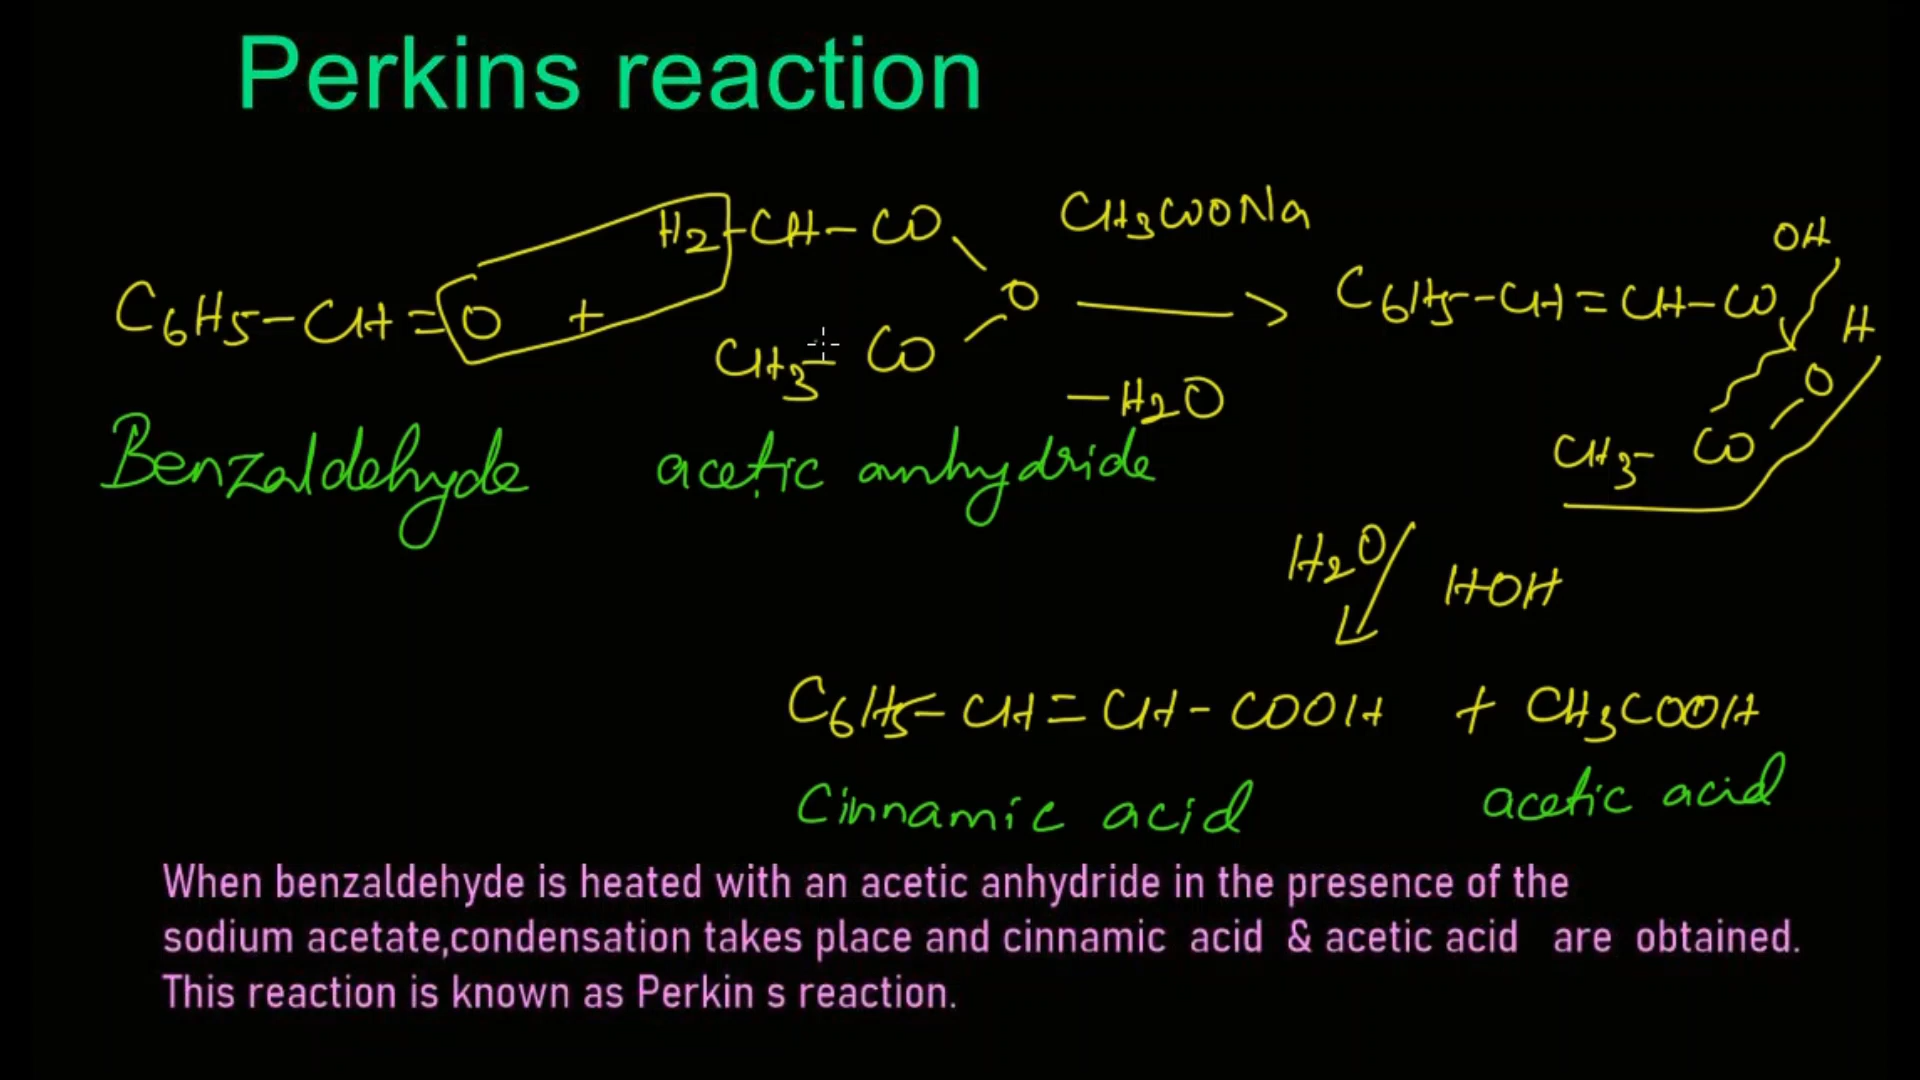 Perkins reaction
H2-CH-CO
CH3COONa
OH
C6H5-CH=O + O C6H5-CH=CH-CO
H
CH3-CO O
-H2O
CH3-CO
Benzaldehyde acetic anhydride
H2O HOH
C6H5-CH=CH-COOH + CH3COOH
Cinnamic acid acetic acid
When benzaldehyde is heated with an acetic anhydride in the presence of the
sodium acetate,condensation takes place and cinnamic acid & acetic acid are obtained.
This reaction is known as Perkin s reaction.